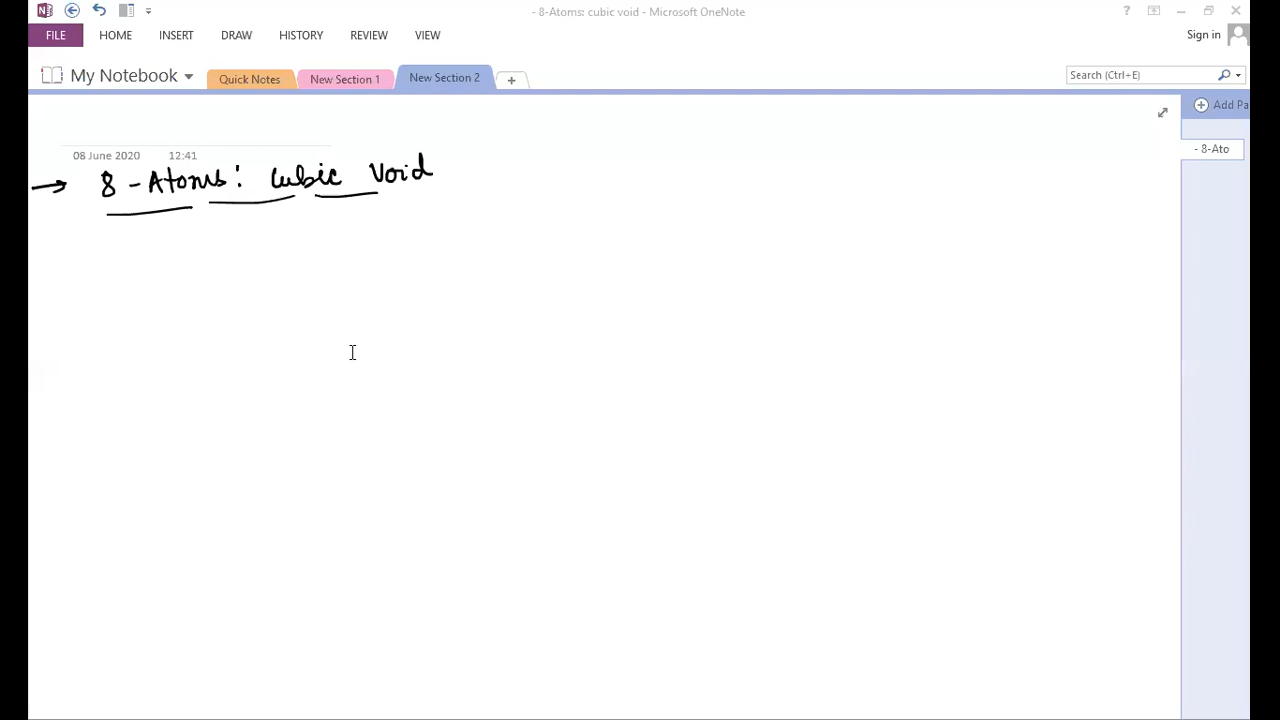 - 8-Atoms: cubic void - Microsoft OneNote
FILE HOME INSERT DRAW HISTORY REVIEW VIEW
Sign in
My Notebook Quick Notes New Section 1 New Section 2
Search (Ctrl+E)
Add Pa
08 June 2020 12:41
- 8-Ato
→ 8 - Atoms: cubic void